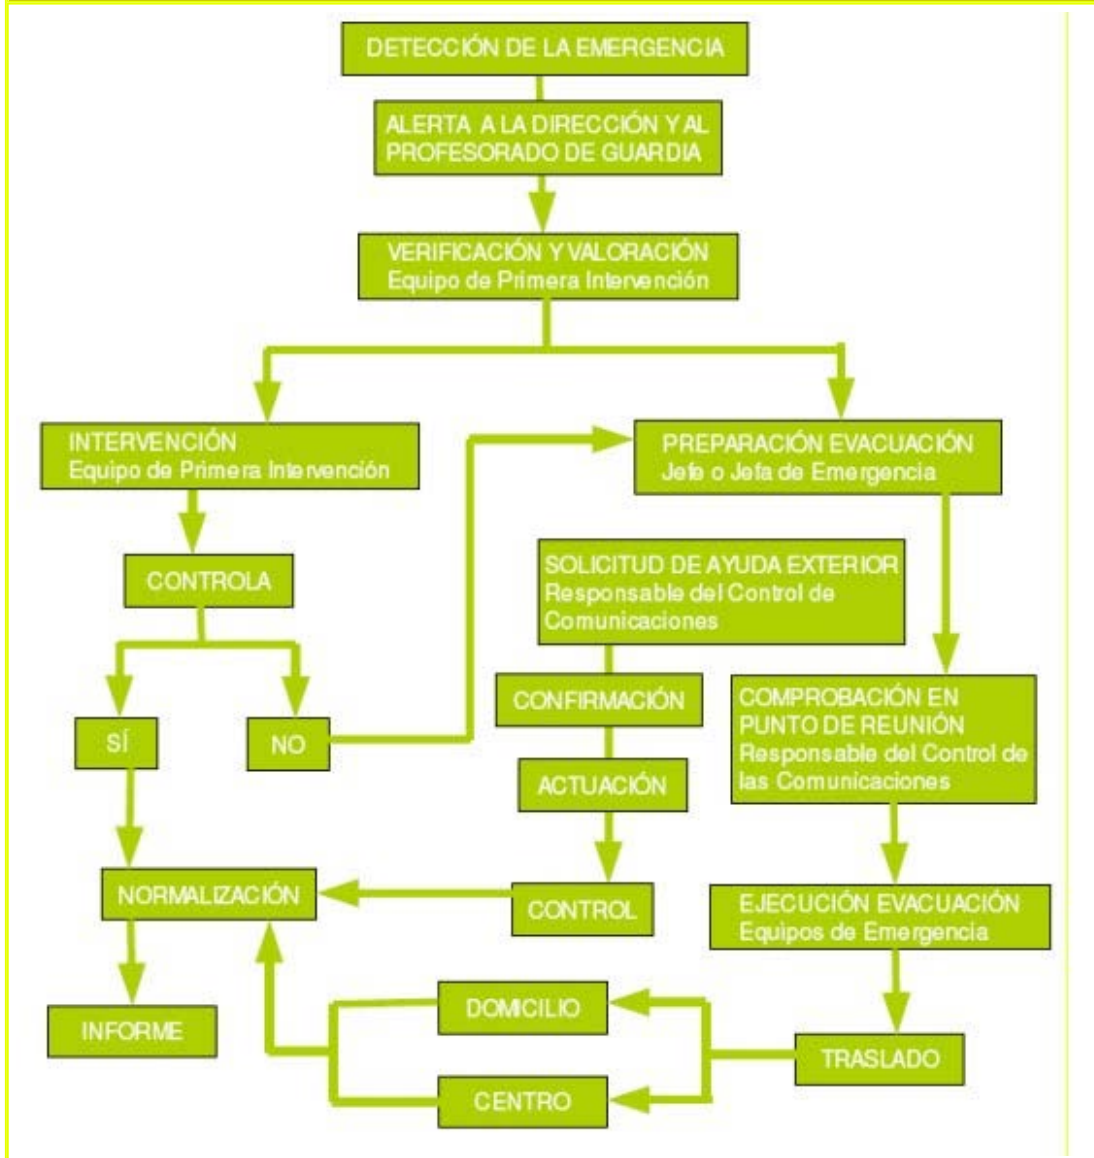 DETECCIÓN DE LA EMERGENCIA
ALERTA A LA DIRECCIÓN Y AL
PROFESORADO DE GUARDIA
VERIFICACIÓN Y VALORACIÓN
Equipo de Primera Intervención
INTERVENCIÓN
Equipo de Primera Intervención
PREPARACIÓN EVACUACIÓN
Jefe o Jefa de Emergencia
CONTROLA
SÍ
NO
SOLICITUD DE AYUDA EXTERIOR
Responsable del Control de
Comunicaciones
CONFIRMACIÓN
ACTUACIÓN
CONTROL
COMPROBACIÓN EN
PUNTO DE REUNIÓN
Responsable del Control de
las Comunicaciones
EJECUCIÓN EVACUACIÓN
Equipos de Emergencia
TRASLADO
DOMICILIO
CENTRO
NORMALIZACIÓN
INFORME